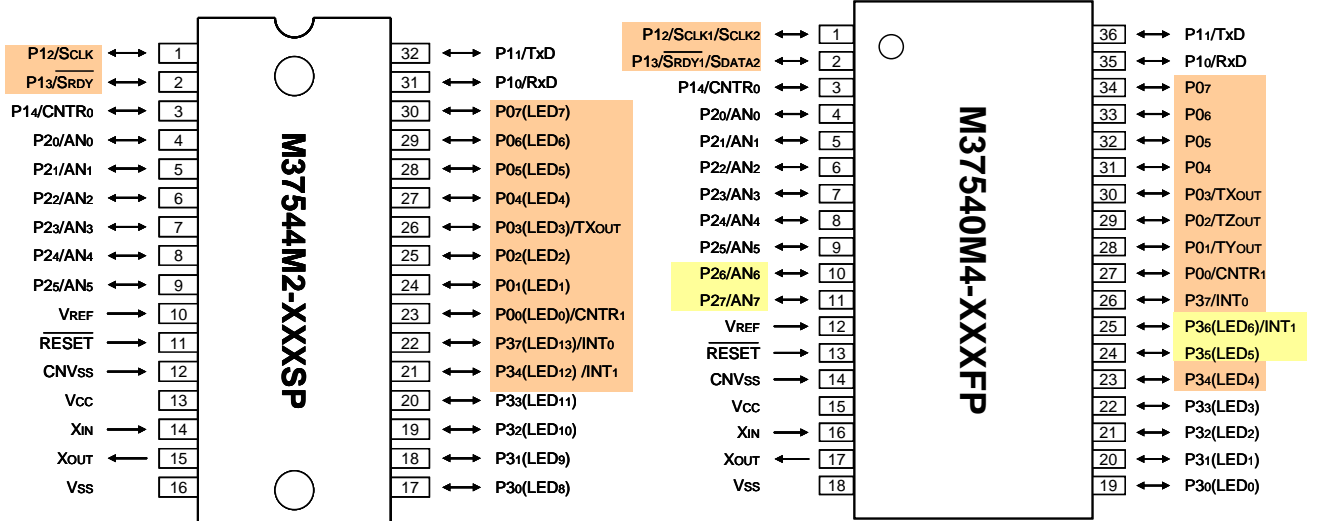 P12/SCLK 1
P13/SRDY 2
P14/CNTR0 3
P20/AN0 4
P21/AN1 5
P22/AN2 6
P23/AN3 7
P24/AN4 8
P25/AN5 9
VREF 10
RESET 11
CNVSS 12
VCC 13
XIN 14
XOUT 15
VSS 16
M37544M2-XXXSP
32 P11/TxD
31 P10/RxD
30 P07(LED7)
29 P06(LED6)
28 P05(LED5)
27 P04(LED4)
26 P03(LED3)/TXOUT
25 P02(LED2)
24 P01(LED1)
23 P00(LED0)/CNTR1
22 P37(LED13)/INT0
21 P34(LED12) /INT1
20 P33(LED11)
19 P32(LED10)
18 P31(LED9)
17 P30(LED8)
P12/SCLK1/SCLK2 1
P13/SRDY1/SDATA2 2
P14/CNTR0 3
P20/AN0 4
P21/AN1 5
P22/AN2 6
P23/AN3 7
P24/AN4 8
P25/AN5 9
P26/AN6 10
P27/AN7 11
VREF 12
RESET 13
CNVSS 14
VCC 15
XIN 16
XOUT 17
VSS 18
M37540M4-XXXFP
36 P11/TxD
35 P10/RxD
34 P07
33 P06
32 P05
31 P04
30 P03/TXOUT
29 P02/TZOUT
28 P01/TYOUT
27 P00/CNTR1
26 P37/INT0
25 P36(LED6)/INT1
24 P35(LED5)
23 P34(LED4)
22 P33(LED3)
21 P32(LED2)
20 P31(LED1)
19 P30(LED0)